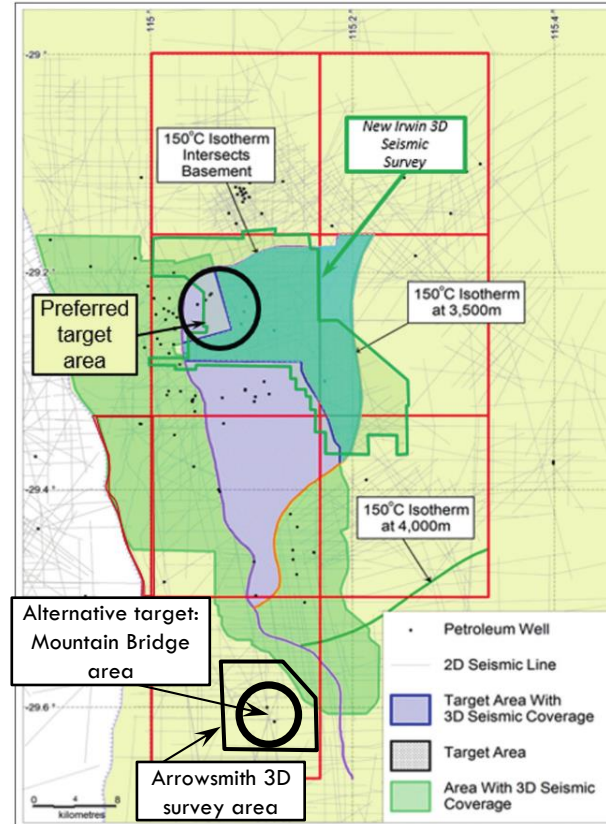 115°
115.2°
115.4°
-29°
150°C Isotherm
Intersects
Basement
New Irwin 3D
Seismic
Survey
-29.2°
Preferred
target
area
150°C Isotherm
at 3,500m
-29.4°
150°C Isotherm
at 4,000m
Alternative target:
Mountain Bridge
area
-29.6°
Arrowsmith 3D
survey area
0 4 8
kilometres
Petroleum Well
2D Seismic Line
Target Area With
3D Seismic Coverage
Target Area
Area With 3D Seismic
Coverage